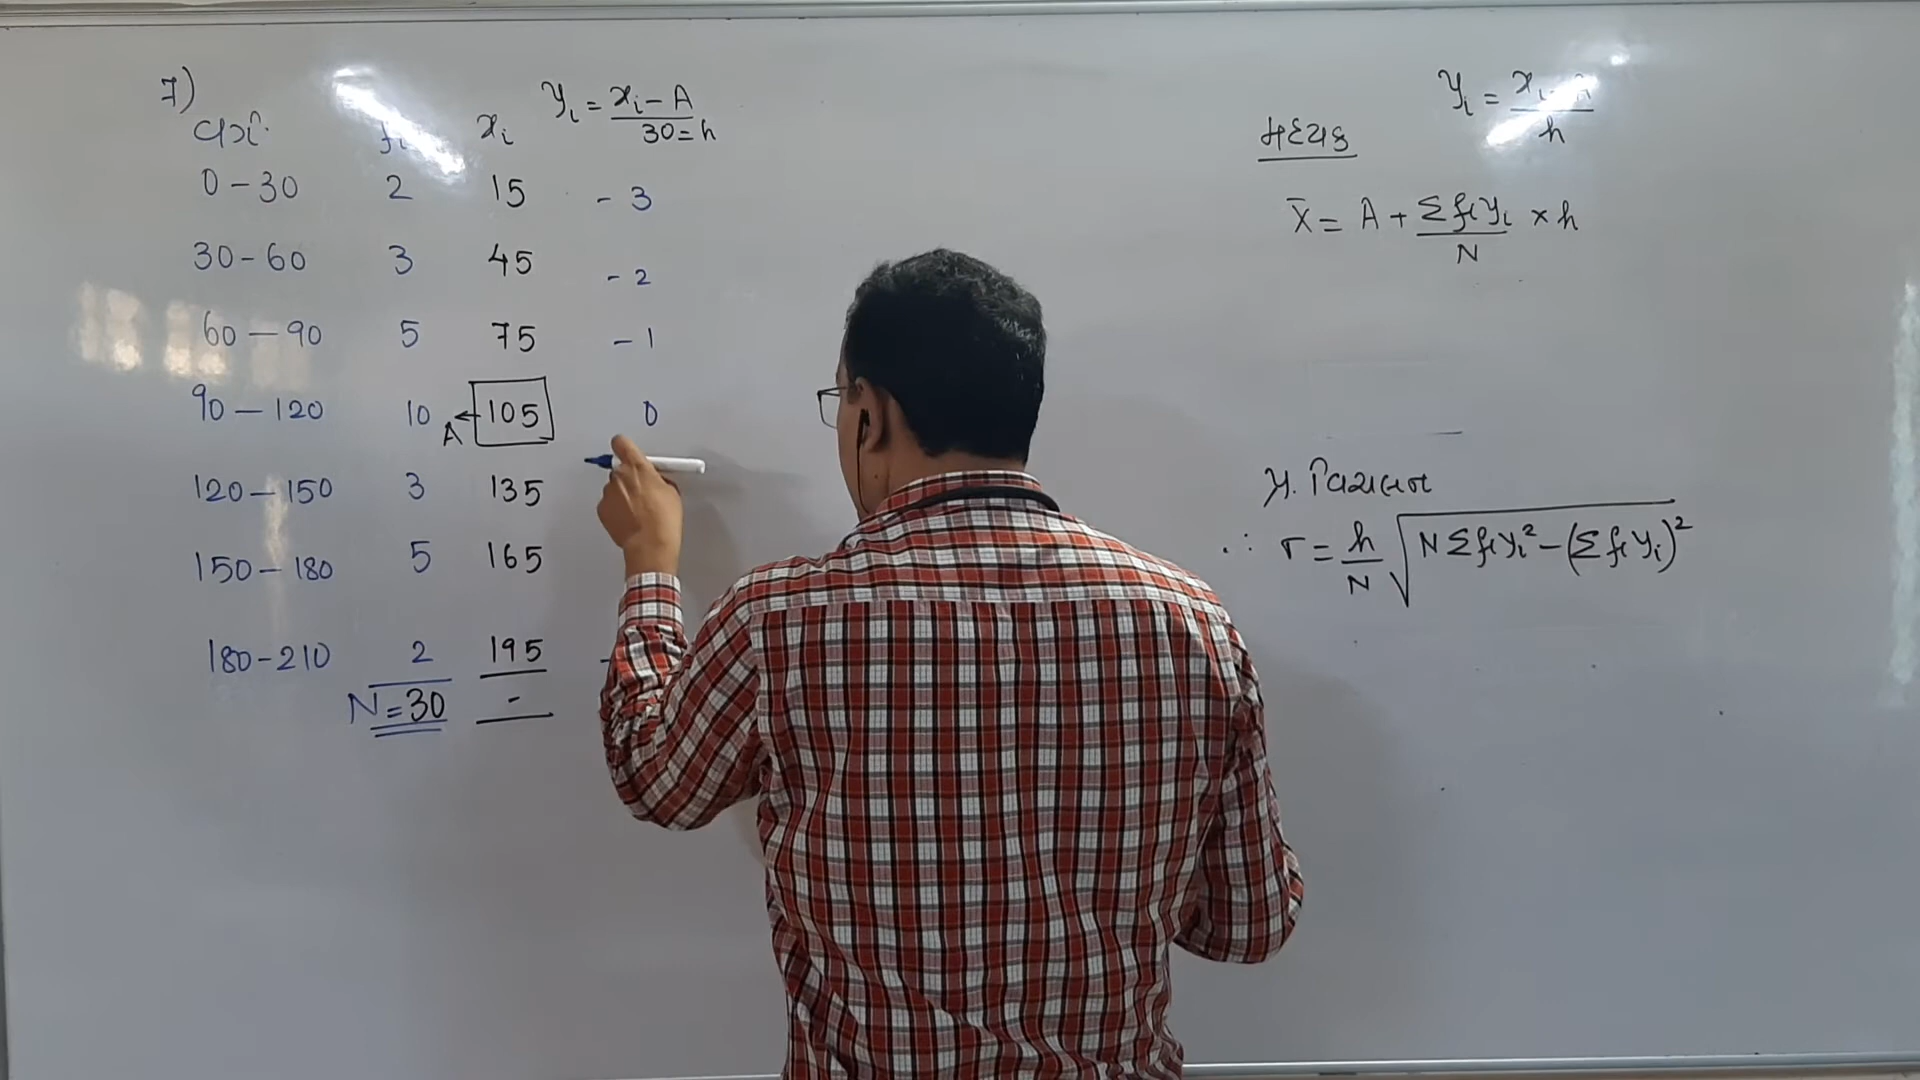 7)
વર્ગ fᵢ xᵢ yᵢ = xᵢ - A / 30 = h
0 - 30 2 15 - 3
30 - 60 3 45 - 2
60 - 90 5 75 - 1
90 - 120 10 A ← 105 0
120 - 150 3 135
150 - 180 5 165
180 - 210 2 195
N = 30 -
yᵢ = xᵢ - A / h
મધ્યક
x̄ = A + Σfᵢyᵢ / N × h
પ્ર. વિચલન
∴ σ = h / N √ N Σfᵢyᵢ² - (Σfᵢyᵢ)²